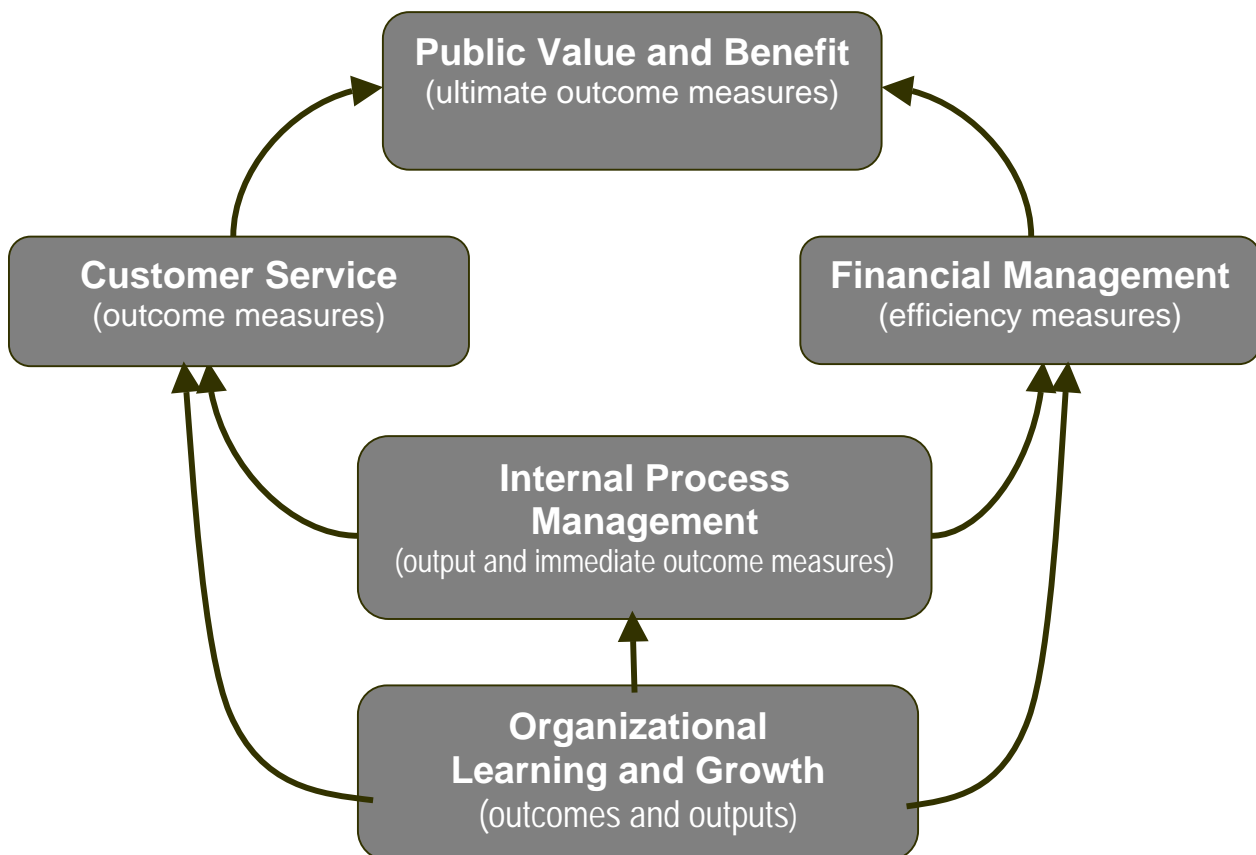 Public Value and Benefit
(ultimate outcome measures)
Customer Service
(outcome measures)
Financial Management
(efficiency measures)
Internal Process
Management
(output and immediate outcome measures)
Organizational
Learning and Growth
(outcomes and outputs)